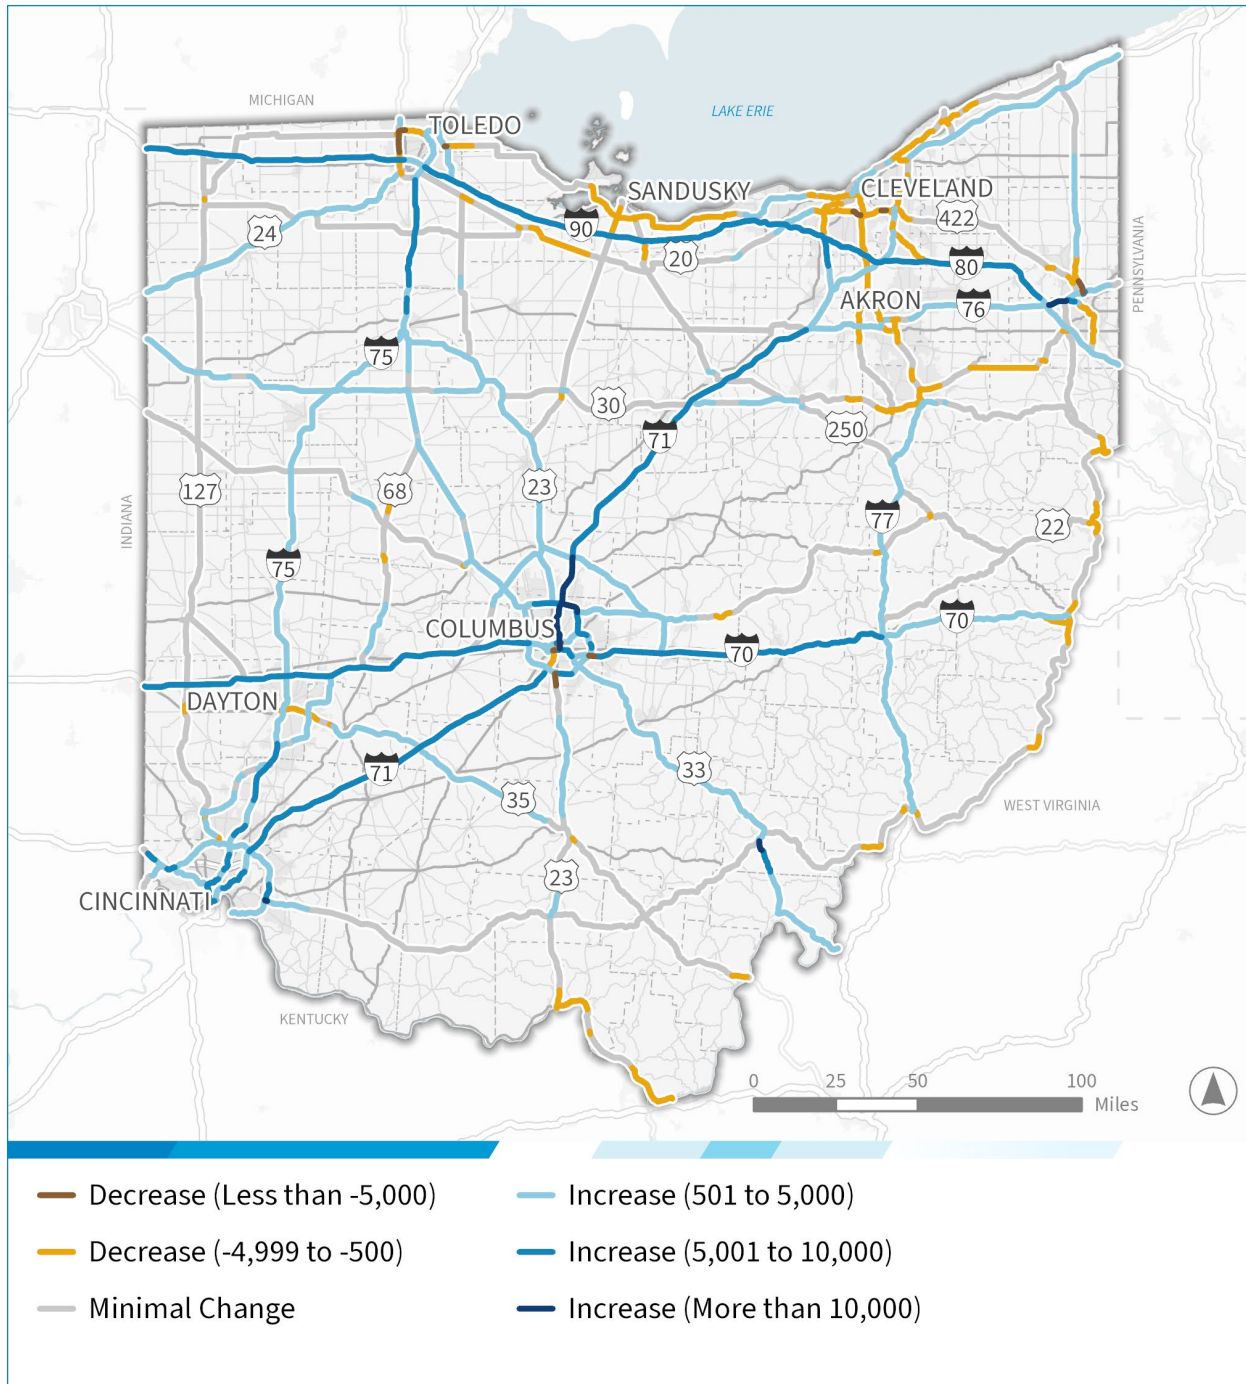 MICHIGAN
LAKE ERIE
TOLEDO
SANDUSKY
CLEVELAND
422
24
90
20
80
PENNSYLVANIA
AKRON
76
75
30
71
250
127
68
23
INDIANA
77
22
75
70
COLUMBUS
70
DAYTON
71
33
35
WEST VIRGINIA
23
CINCINNATI
KENTUCKY
0 25 50 100
Miles
Decrease (Less than -5,000)
Decrease (-4,999 to -500)
Minimal Change
Increase (501 to 5,000)
Increase (5,001 to 10,000)
Increase (More than 10,000)